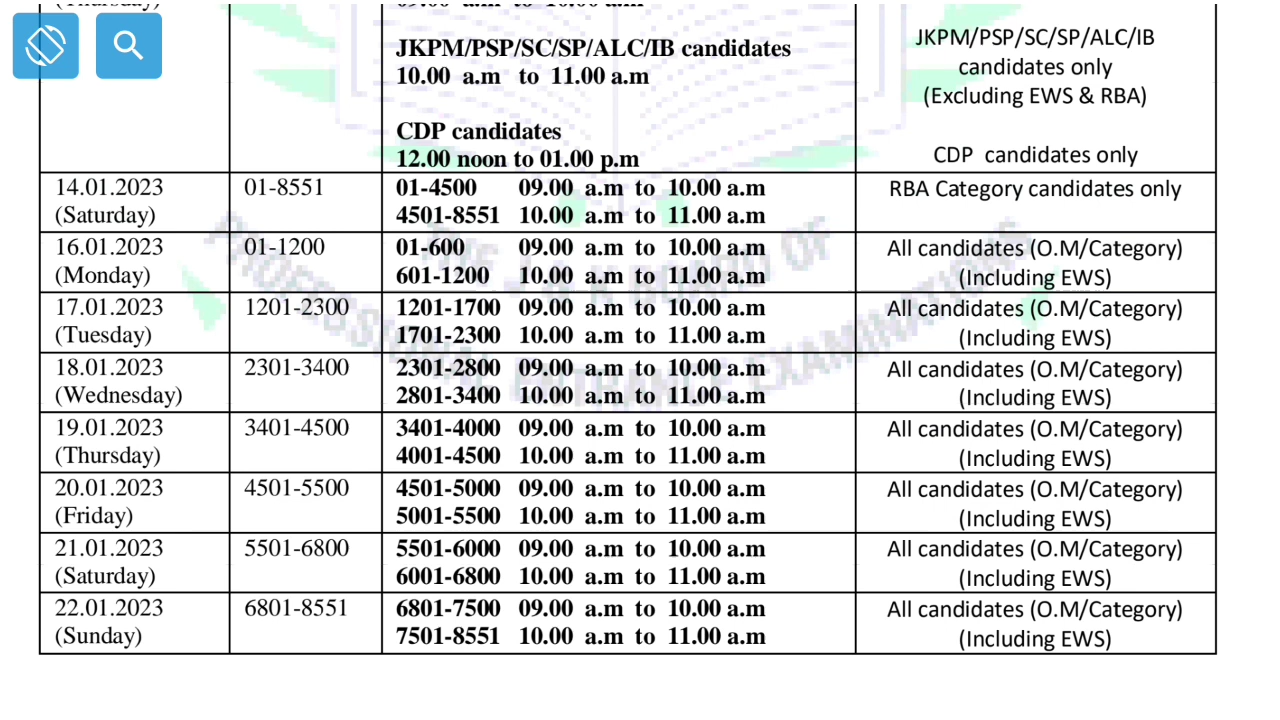 (Thursday)
09.00 a.m to 10.00 a.m
JKPM/PSP/SC/SP/ALC/IB candidates
10.00 a.m to 11.00 a.m
CDP candidates
12.00 noon to 01.00 p.m
JKPM/PSP/SC/SP/ALC/IB
candidates only
(Excluding EWS & RBA)
CDP candidates only
14.01.2023 01-8551 01-4500 09.00 a.m to 10.00 a.m RBA Category candidates only
(Saturday) 4501-8551 10.00 a.m to 11.00 a.m
16.01.2023 01-1200 01-600 09.00 a.m to 10.00 a.m All candidates (O.M/Category)
(Monday) 601-1200 10.00 a.m to 11.00 a.m (Including EWS)
17.01.2023 1201-2300 1201-1700 09.00 a.m to 10.00 a.m All candidates (O.M/Category)
(Tuesday) 1701-2300 10.00 a.m to 11.00 a.m (Including EWS)
18.01.2023 2301-3400 2301-2800 09.00 a.m to 10.00 a.m All candidates (O.M/Category)
(Wednesday) 2801-3400 10.00 a.m to 11.00 a.m (Including EWS)
19.01.2023 3401-4500 3401-4000 09.00 a.m to 10.00 a.m All candidates (O.M/Category)
(Thursday) 4001-4500 10.00 a.m to 11.00 a.m (Including EWS)
20.01.2023 4501-5500 4501-5000 09.00 a.m to 10.00 a.m All candidates (O.M/Category)
(Friday) 5001-5500 10.00 a.m to 11.00 a.m (Including EWS)
21.01.2023 5501-6800 5501-6000 09.00 a.m to 10.00 a.m All candidates (O.M/Category)
(Saturday) 6001-6800 10.00 a.m to 11.00 a.m (Including EWS)
22.01.2023 6801-8551 6801-7500 09.00 a.m to 10.00 a.m All candidates (O.M/Category)
(Sunday) 7501-8551 10.00 a.m to 11.00 a.m (Including EWS)
THE J & K BOARD OF
PROFESSIONAL ENTRANCE EXAMINATIONS